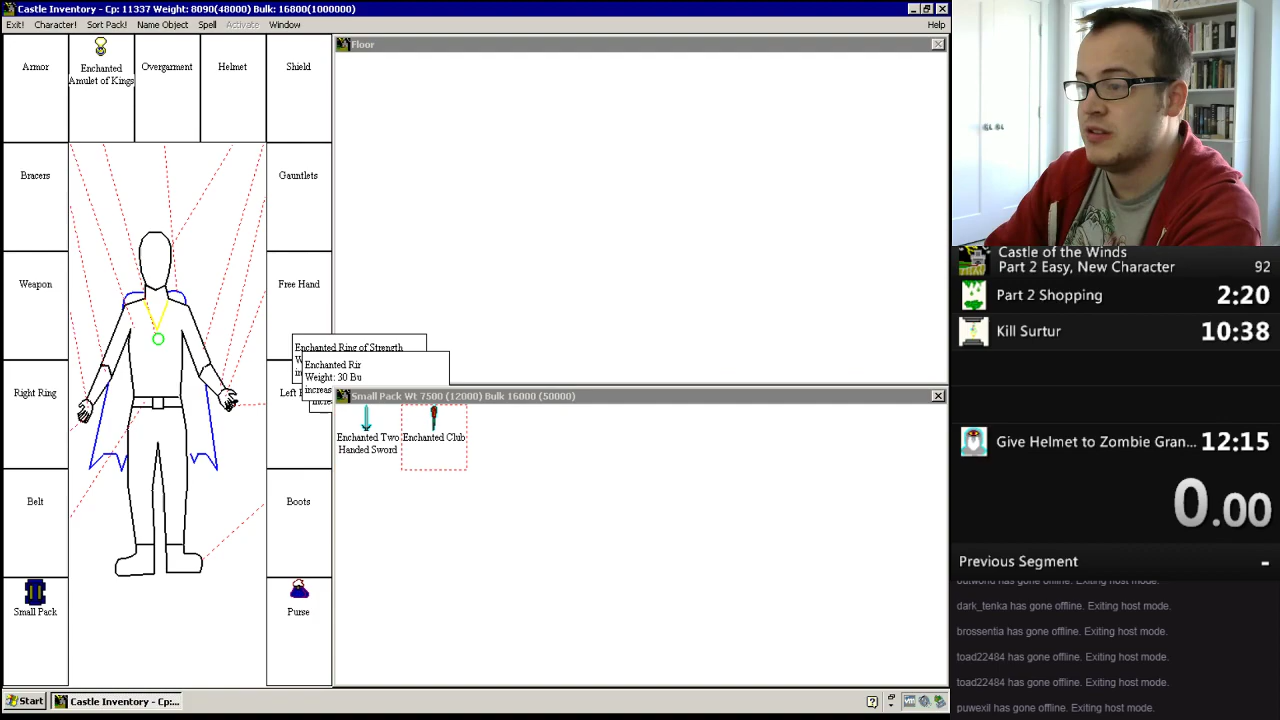 Castle Inventory - Cp: 11337 Weight: 8090(48000) Bulk: 16800(1000000)
Exit! Character! Sort Pack! Name Object Spell Activate Window Help
Armor
Enchanted
Amulet of Kings
Overgarment
Helmet
Shield
Floor
Bracers
Gauntlets
Weapon
Free Hand
Right Ring
Left
Enchanted Ring of Strength
Enchanted Rir
Weight: 30 Bu
increas
Small Pack Wt 7500 (12000) Bulk 16000 (50000)
Enchanted Two
Handed Sword
Enchanted Club
Belt
Boots
Small Pack
Purse
Start
Castle Inventory - Cp:...
Castle of the Winds
Part 2 Easy, New Character 92
Part 2 Shopping 2:20
Kill Surtur 10:38
Give Helmet to Zombie Gran... 12:15
0.00
Previous Segment -
has gone offline. Exiting host mode.
dark_tenka has gone offline. Exiting host mode.
brossentia has gone offline. Exiting host mode.
toad22484 has gone offline. Exiting host mode.
toad22484 has gone offline. Exiting host mode.
puwexil has gone offline. Exiting host mode.